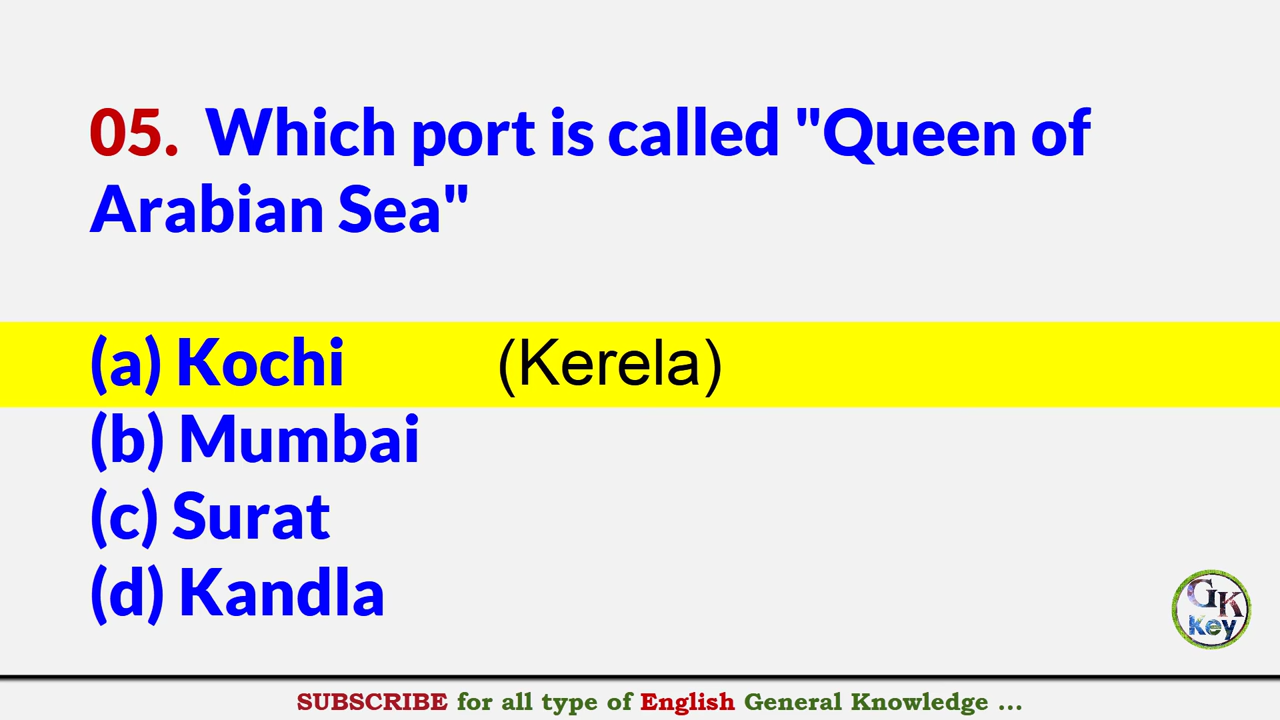 05. Which port is called "Queen of
Arabian Sea"
(a) Kochi (Kerela)
(b) Mumbai
(c) Surat
(d) Kandla
GK
Key
SUBSCRIBE for all type of English General Knowledge ...